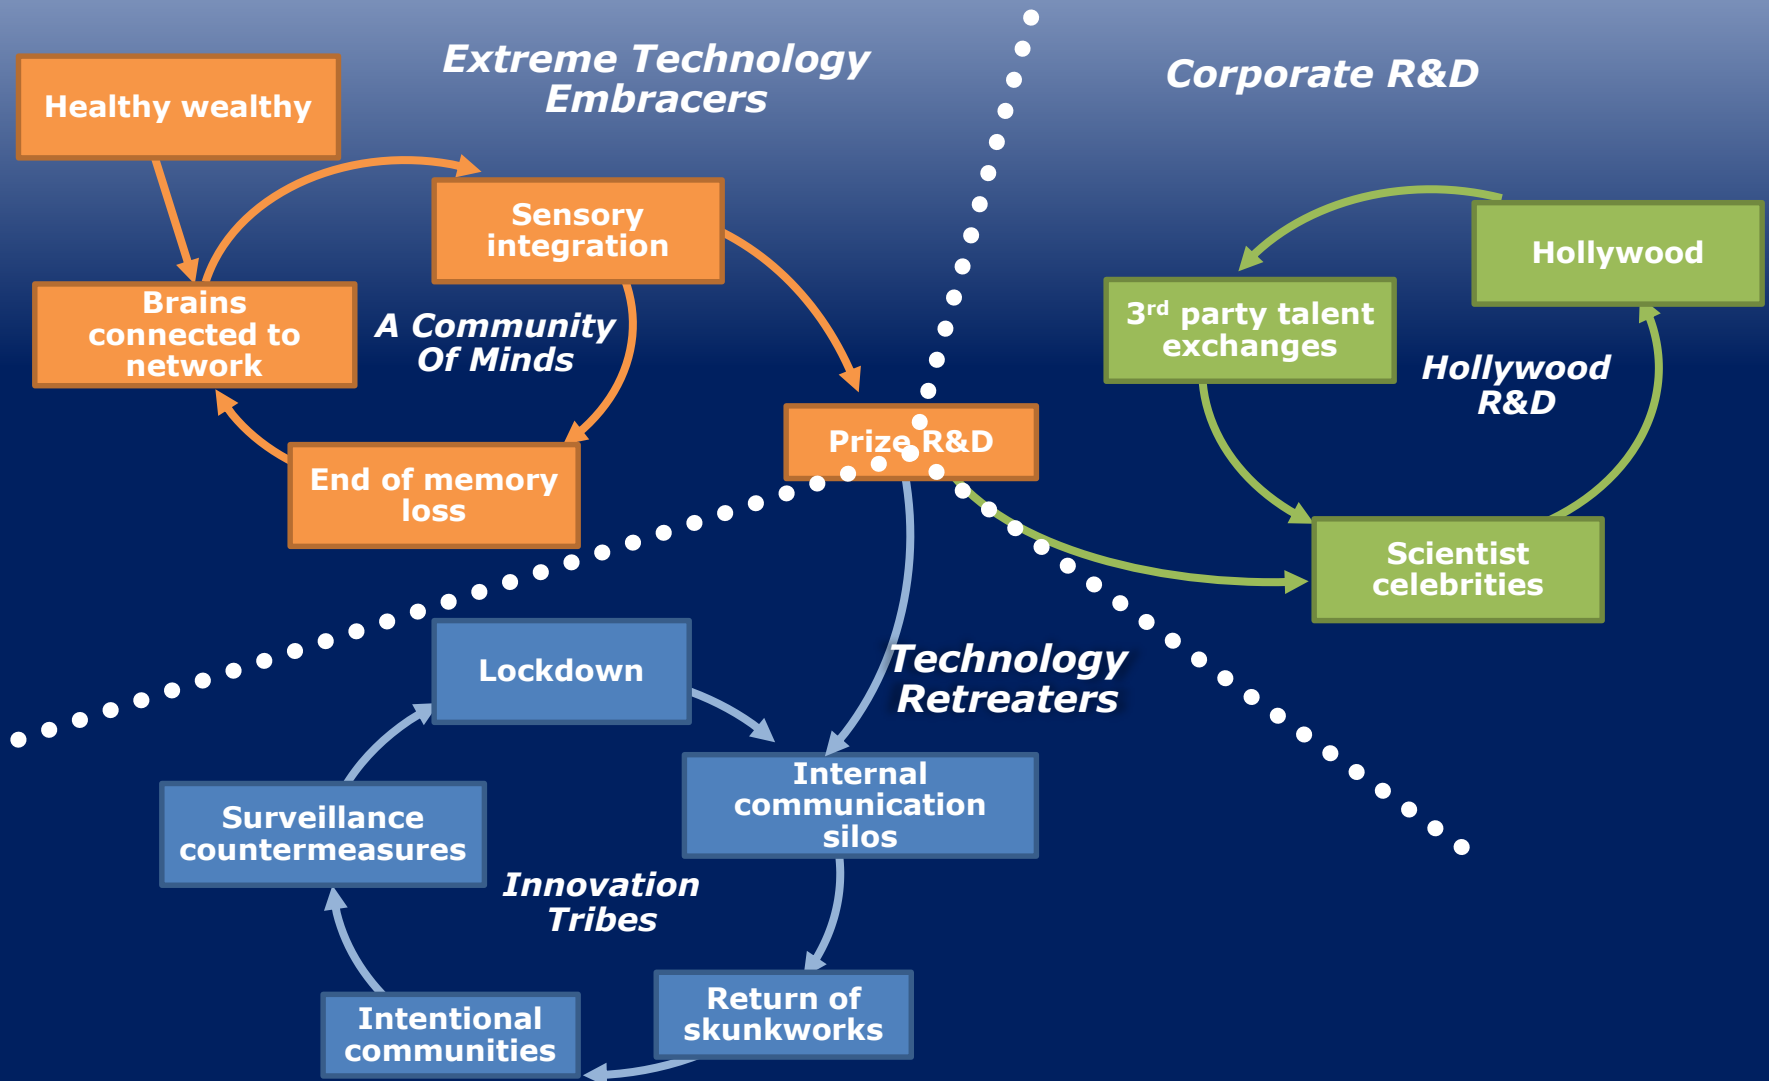 Extreme Technology
Embracers
Corporate R&D
Healthy wealthy
Sensory
integration
Brains
connected to
network
A Community
Of Minds
End of memory
loss
Prize R&D
Hollywood
3rd party talent
exchanges
Hollywood
R&D
Scientist
celebrities
Technology
Retreaters
Lockdown
Internal
communication
silos
Surveillance
countermeasures
Innovation
Tribes
Return of
skunkworks
Intentional
communities